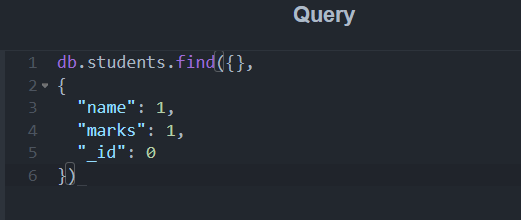 Query
1 db.students.find({},
2 {
3 "name": 1,
4 "marks": 1,
5 "_id": 0
6 })